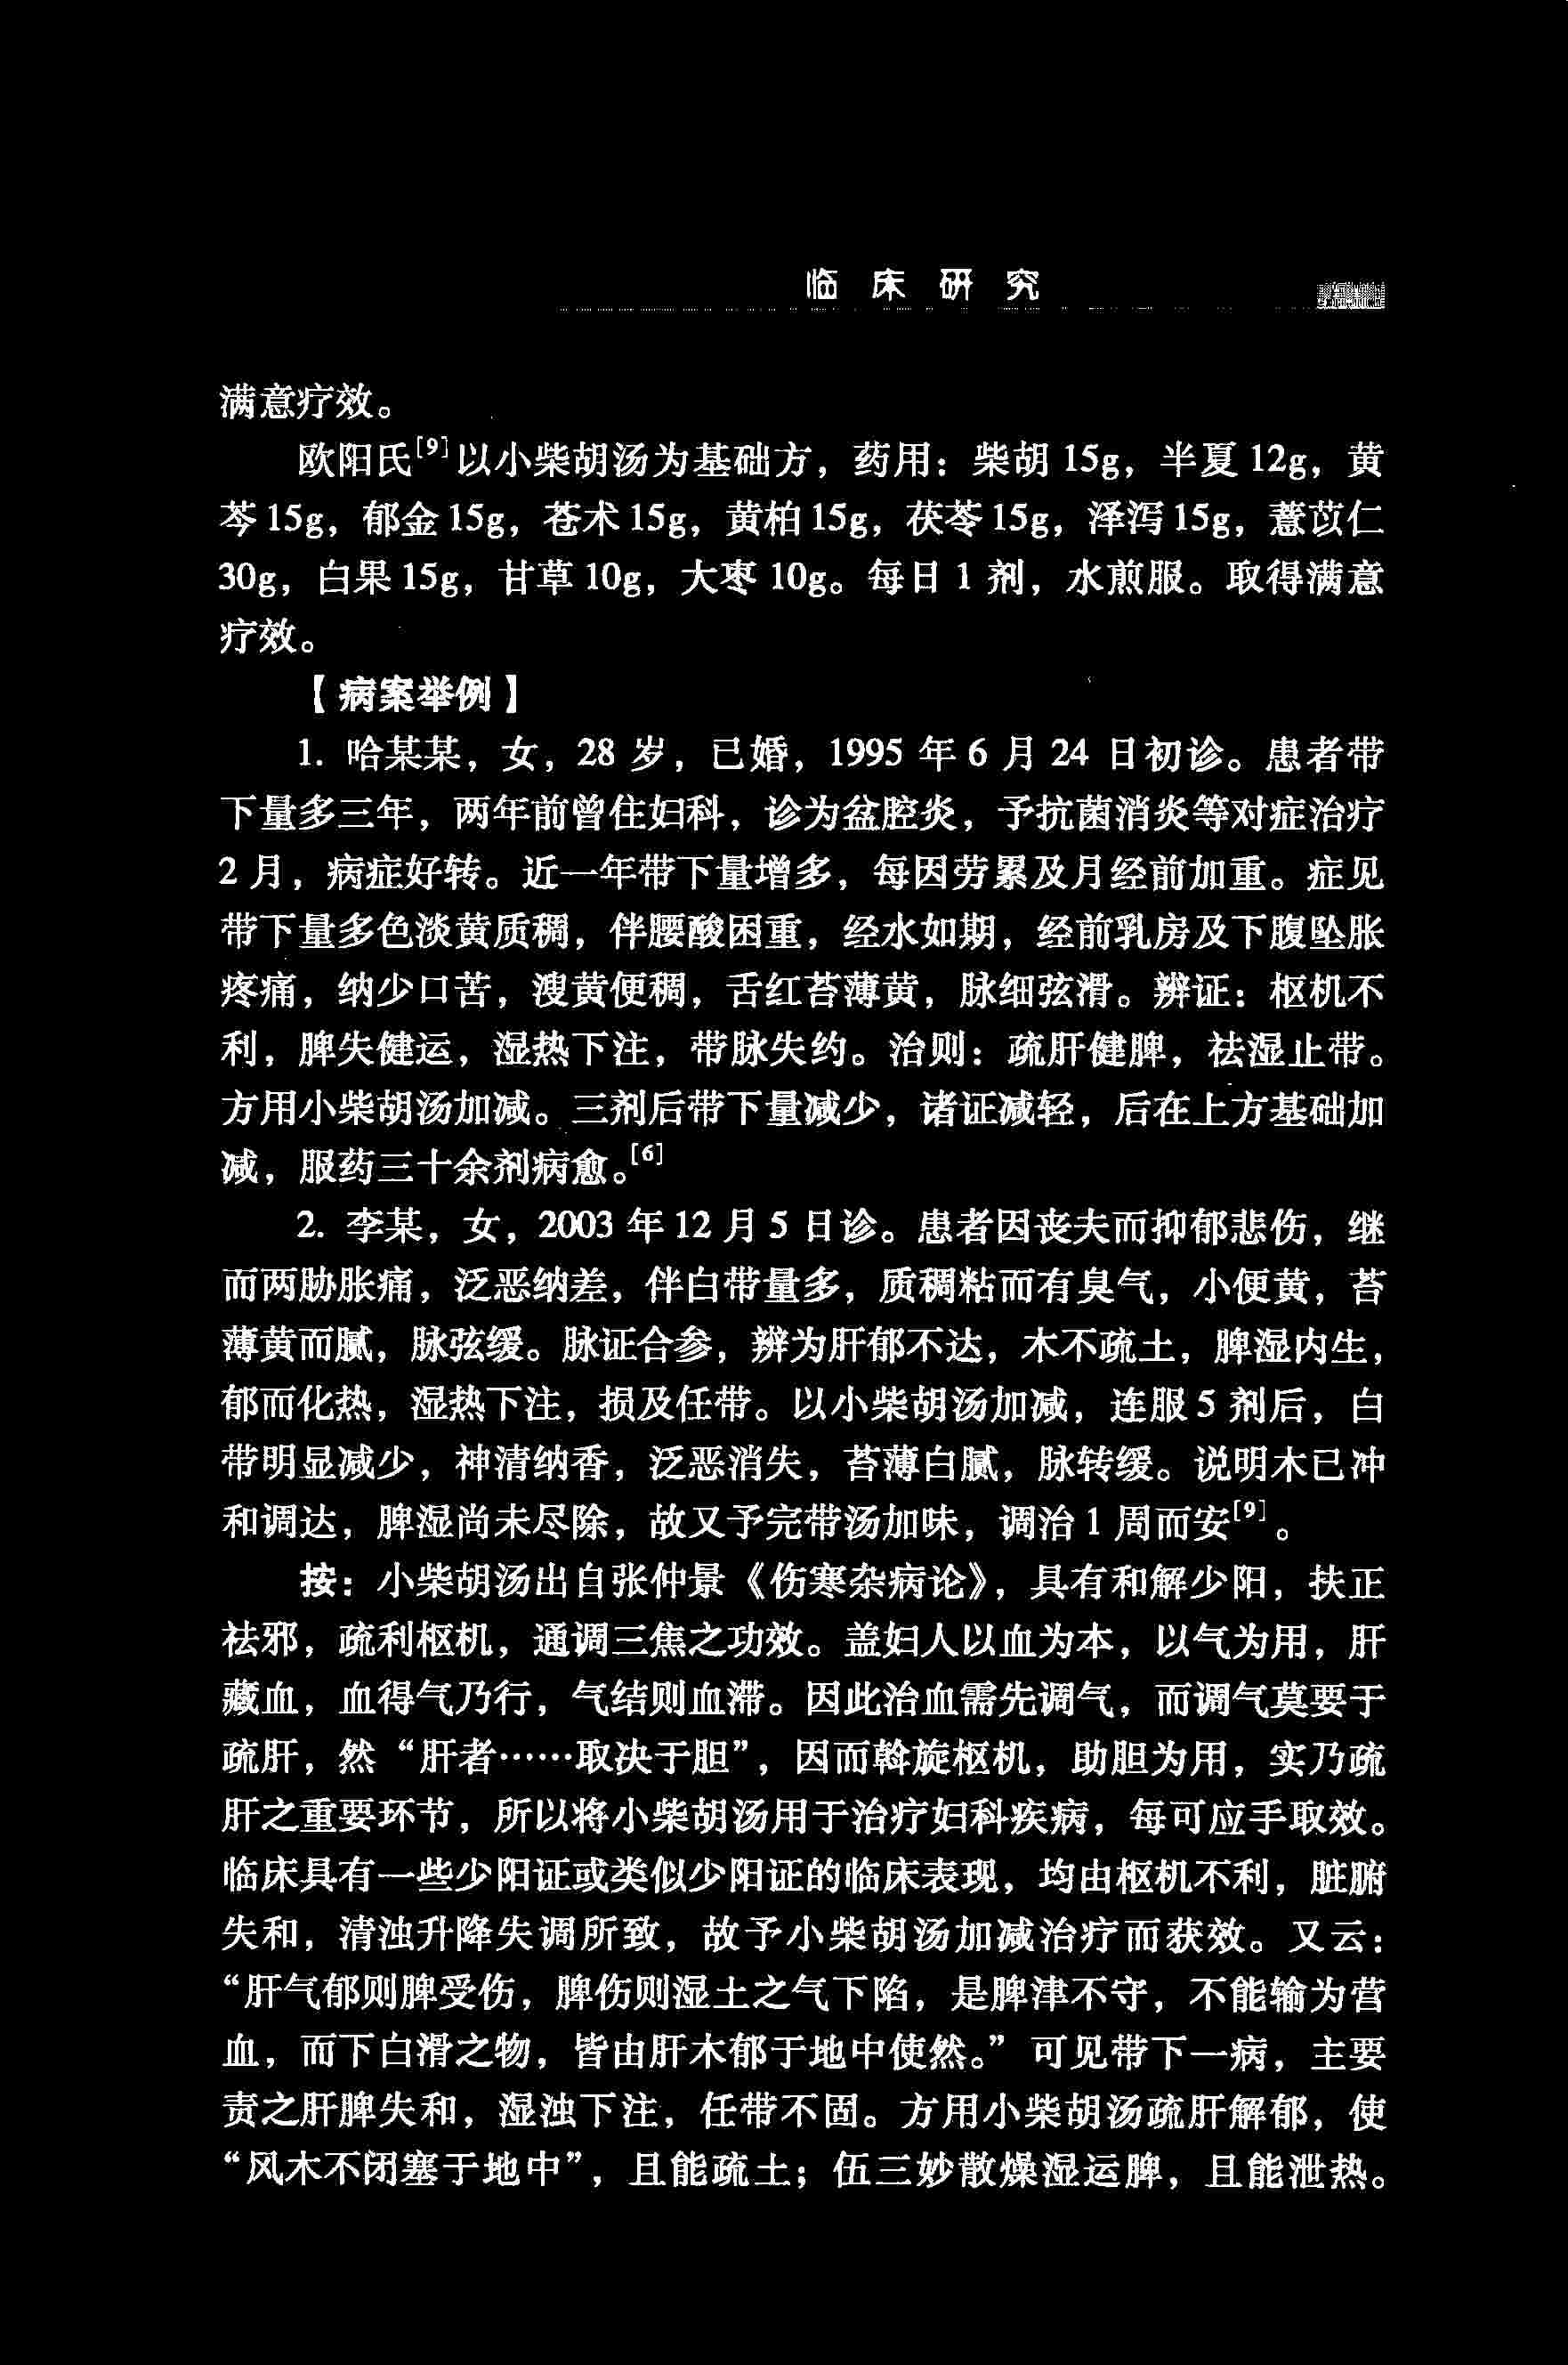 临床研究
满意疗效。
欧阳氏[9]以小柴胡汤为基础方，药用：柴胡 15g，半夏 12g，黄
芩 15g，郁金 15g，苍术 15g，黄柏 15g，茯苓 15g，泽泻 15g，薏苡仁
30g，白果 15g，甘草 10g，大枣 10g。每日 1 剂，水煎服。取得满意
疗效。
【病案举例】
1. 哈某某，女，28 岁，已婚，1995 年 6 月 24 日初诊。患者带
下量多三年，两年前曾住妇科，诊为盆腔炎，予抗菌消炎等对症治疗
2 月，病症好转。近一年带下量增多，每因劳累及月经前加重。症见
带下量多色淡黄质稠，伴腰酸困重，经水如期，经前乳房及下腹坠胀
疼痛，纳少口苦，溲黄便稠，舌红苔薄黄，脉细弦滑。辨证：枢机不
利，脾失健运，湿热下注，带脉失约。治则：疏肝健脾，祛湿止带。
方用小柴胡汤加减。三剂后带下量减少，诸证减轻，后在上方基础加
减，服药三十余剂病愈。[6]
2. 李某，女，2003 年 12 月 5 日诊。患者因丧夫而抑郁悲伤，继
而两胁胀痛，泛恶纳差，伴白带量多，质稠粘而有臭气，小便黄，苔
薄黄而腻，脉弦缓。脉证合参，辨为肝郁不达，木不疏土，脾湿内生，
郁而化热，湿热下注，损及任带。以小柴胡汤加减，连服 5 剂后，白
带明显减少，神清纳香，泛恶消失，苔薄白腻，脉转缓。说明木已冲
和调达，脾湿尚未尽除，故又予完带汤加味，调治 1 周而安[9]。
按：小柴胡汤出自张仲景《伤寒杂病论》，具有和解少阳，扶正
祛邪，疏利枢机，通调三焦之功效。盖妇人以血为本，以气为用，肝
藏血，血得气乃行，气结则血滞。因此治血需先调气，而调气莫要于
疏肝，然“肝者……取决于胆”，因而斡旋枢机，助胆为用，实乃疏
肝之重要环节，所以将小柴胡汤用于治疗妇科疾病，每可应手取效。
临床具有一些少阳证或类似少阳证的临床表现，均由枢机不利，脏腑
失和，清浊升降失调所致，故予小柴胡汤加减治疗而获效。又云：
“肝气郁则脾受伤，脾伤则湿土之气下陷，是脾津不守，不能输为营
血，而下白滑之物，皆由肝木郁于地中使然。”可见带下一病，主要
责之肝脾失和，湿浊下注，任带不固。方用小柴胡汤疏肝解郁，使
“风木不闭塞于地中”，且能疏土；伍三妙散燥湿运脾，且能泄热。